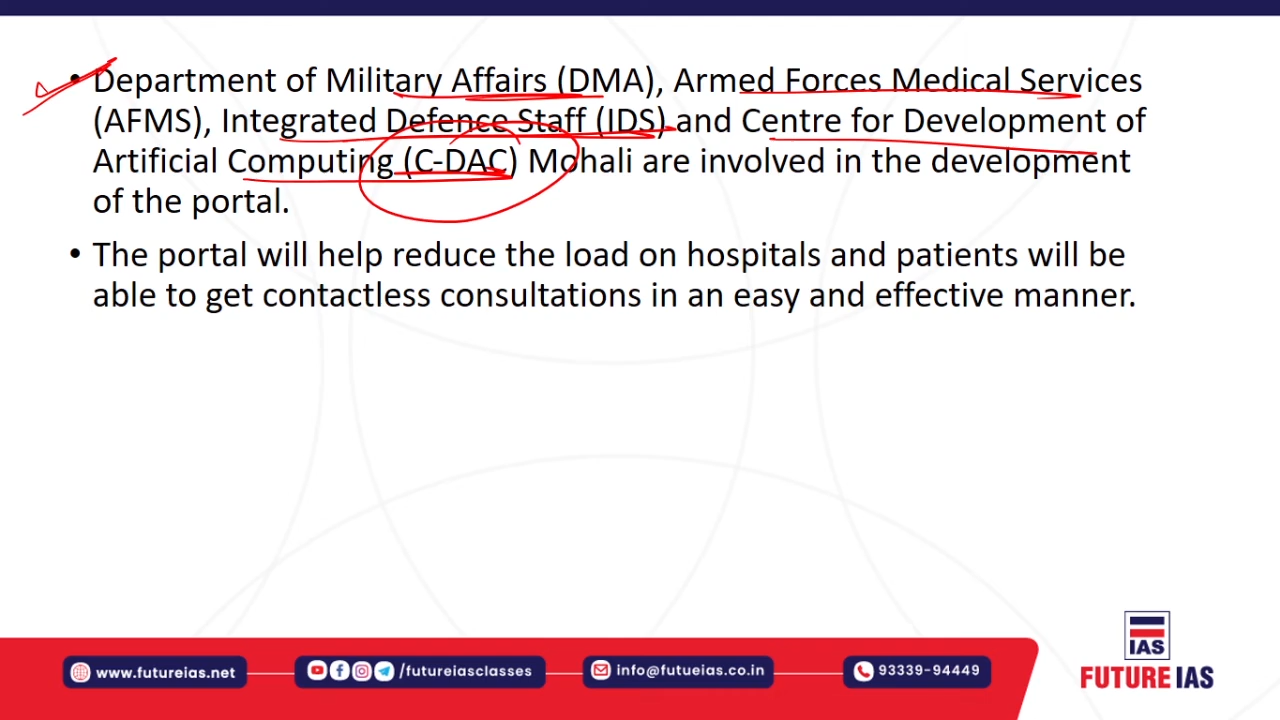 • Department of Military Affairs (DMA), Armed Forces Medical Services
(AFMS), Integrated Defence Staff (IDS) and Centre for Development of
Artificial Computing (C-DAC) Mohali are involved in the development
of the portal.
• The portal will help reduce the load on hospitals and patients will be
able to get contactless consultations in an easy and effective manner.
IAS
FUTURE IAS
www.futureias.net
/futureiasclasses
info@futueias.co.in
93339-94449